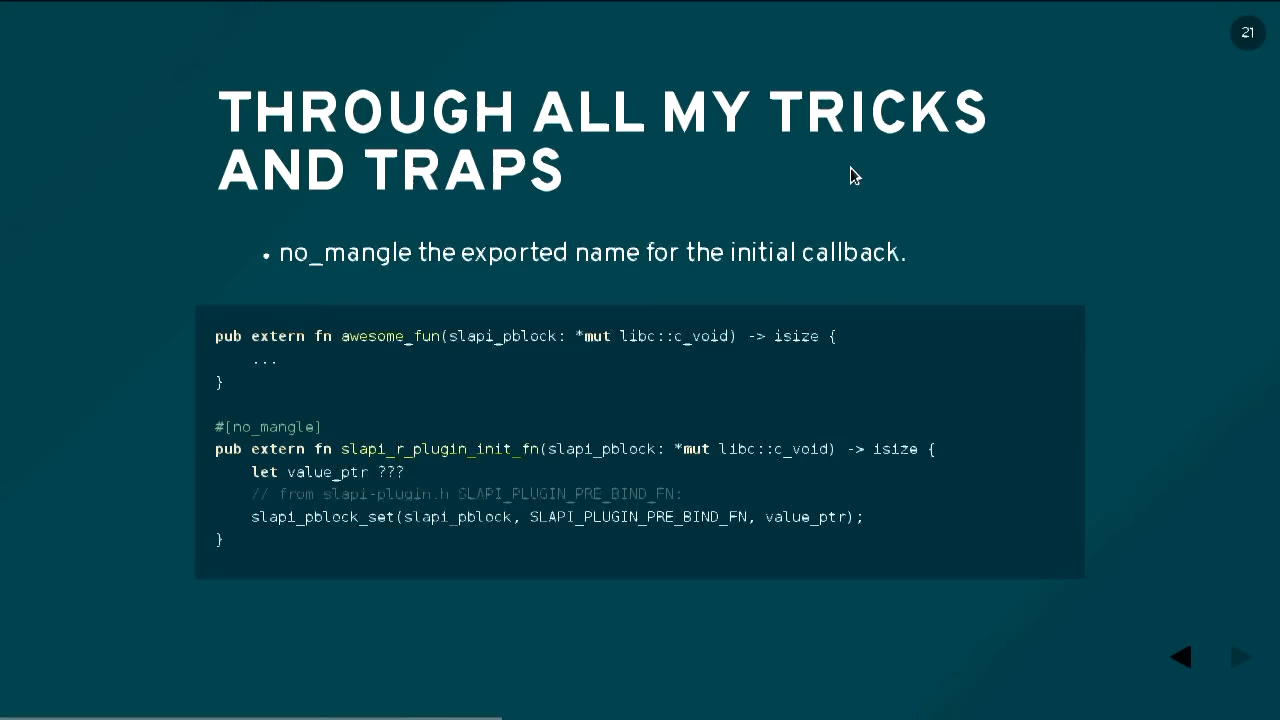 21
THROUGH ALL MY TRICKS
AND TRAPS
• no_mangle the exported name for the initial callback.
pub extern fn awesome_fun(slapi_pblock: *mut libc::c_void) -> isize {
    ...
}
#[no_mangle]
pub extern fn slapi_r_plugin_init_fn(slapi_pblock: *mut libc::c_void) -> isize {
    let value_ptr ???
    // from slapi-plugin.h SLAPI_PLUGIN_PRE_BIND_FN:
    slapi_pblock_set(slapi_pblock, SLAPI_PLUGIN_PRE_BIND_FN, value_ptr);
}